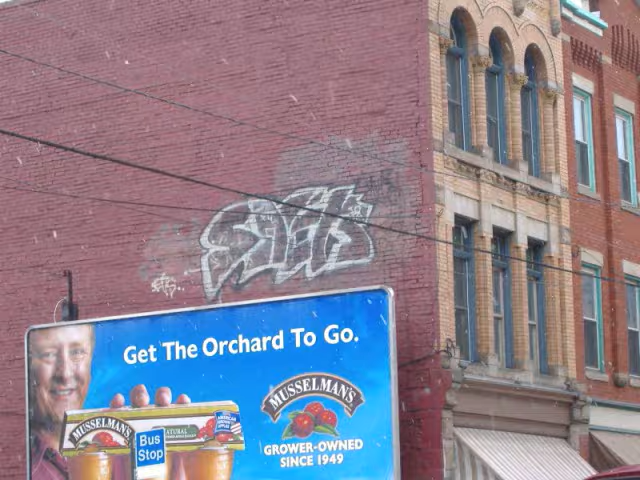 Get The Orchard To Go.
MUSSELMAN'S
GROWER-OWNED
SINCE 1949
MUSSELMAN'S
NATURAL
Bus
Stop